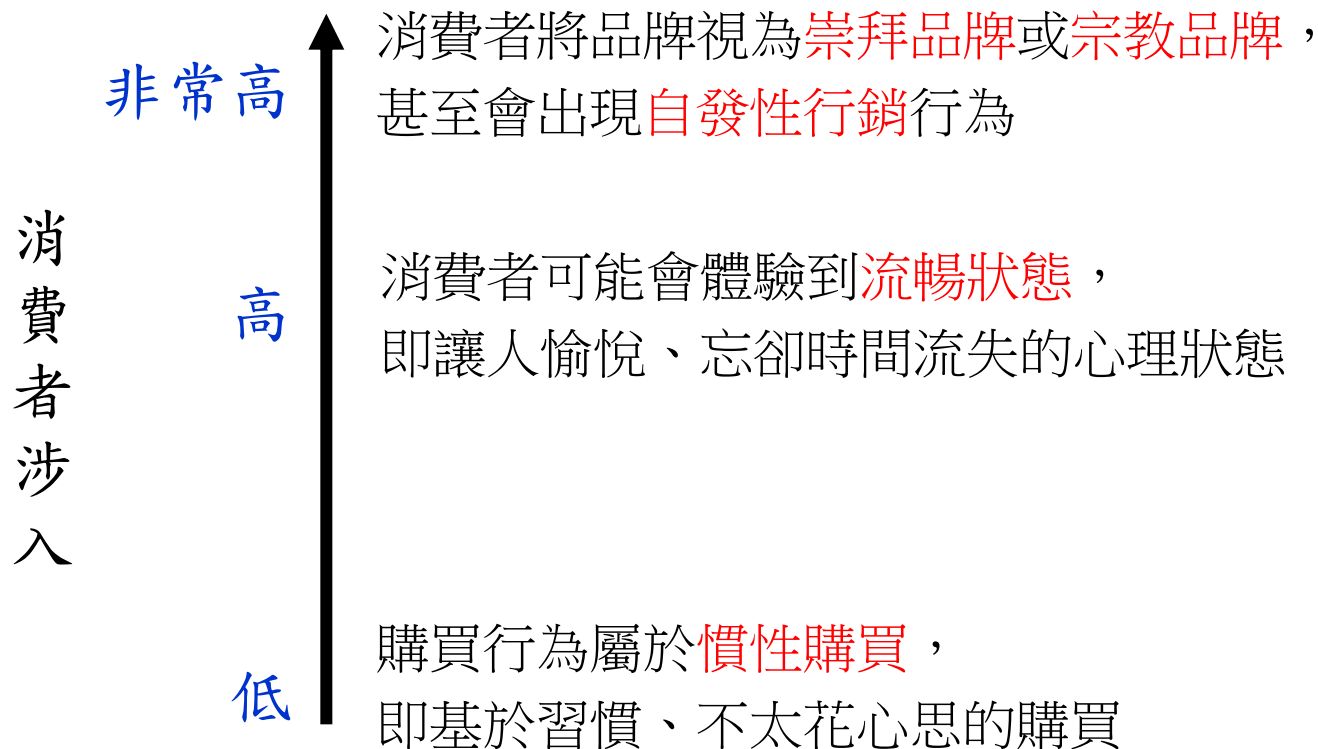 消費者涉入
非常高
消費者將品牌視為崇拜品牌或宗教品牌，
甚至會出現自發性行銷行為
高
消費者可能會體驗到流暢狀態，
即讓人愉悅、忘卻時間流失的心理狀態
低
購買行為屬於慣性購買，
即基於習慣、不太花心思的購買